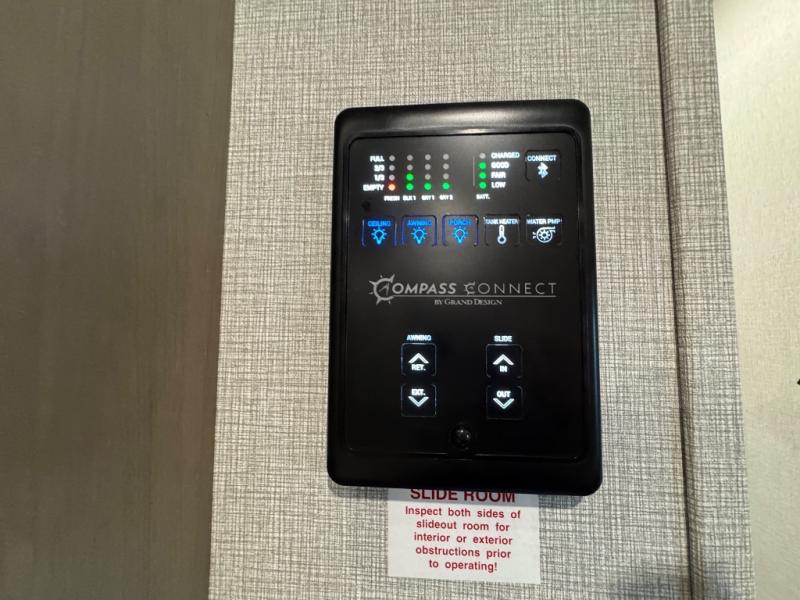 FULL
2/3
1/3
EMPTY
FRESH BLK 1 GRY 1 GRY 2
CHARGED
GOOD
FAIR
LOW
BATT.
CONNECT
CEILING AWNING PORCH TANK HEATER WATER PMP
COMPASS CONNECT
BY GRAND DESIGN
AWNING
RET.
EXT.
SLIDE
IN
OUT
SLIDE ROOM
Inspect both sides of
slideout room for
interior or exterior
obstructions prior
to operating!